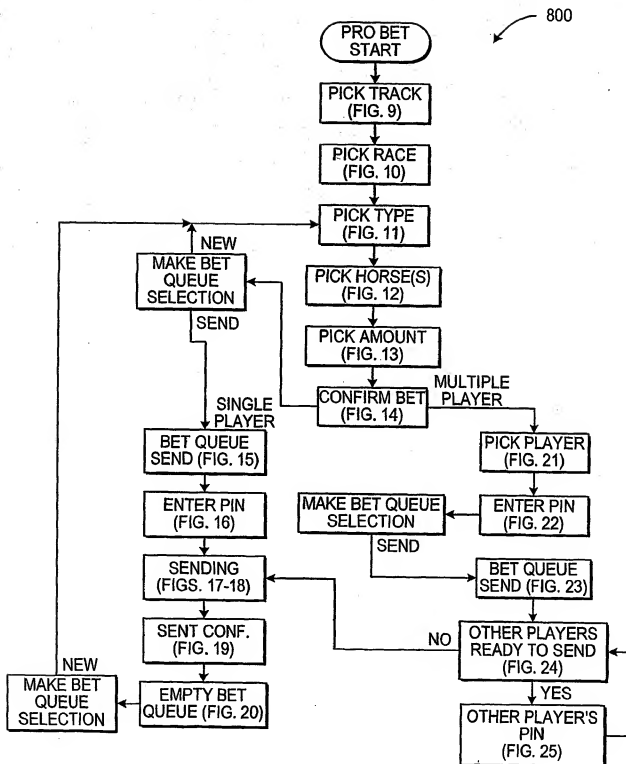 800
PRO BET
START
PICK TRACK
(FIG. 9)
PICK RACE
(FIG. 10)
PICK TYPE
(FIG. 11)
NEW
MAKE BET
QUEUE
SELECTION
SEND
PICK HORSE(S)
(FIG. 12)
PICK AMOUNT
(FIG. 13)
CONFIRM BET
(FIG. 14)
MULTIPLE
PLAYER
SINGLE
PLAYER
BET QUEUE
SEND (FIG. 15)
PICK PLAYER
(FIG. 21)
ENTER PIN
(FIG. 16)
MAKE BET QUEUE
SELECTION
SEND
ENTER PIN
(FIG. 22)
SENDING
(FIGS. 17-18)
BET QUEUE
SEND (FIG. 23)
SENT CONF.
(FIG. 19)
NO
OTHER PLAYERS
READY TO SEND
(FIG. 24)
NEW
MAKE BET
QUEUE
SELECTION
EMPTY BET
QUEUE (FIG. 20)
YES
OTHER PLAYER'S
PIN
(FIG. 25)